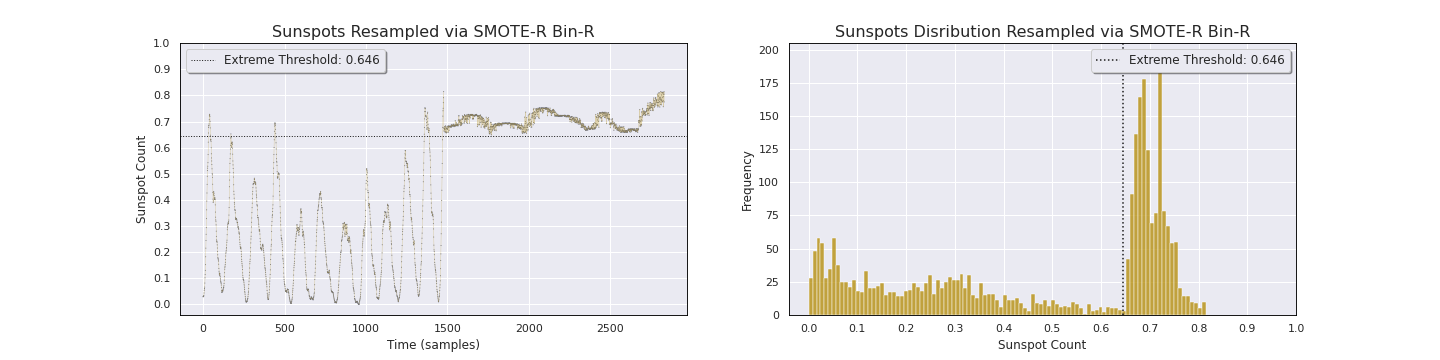 Sunspots Resampled via SMOTE-R Bin-R
Extreme Threshold: 0.646
Sunspot Count
1.0
0.9
0.8
0.7
0.6
0.5
0.4
0.3
0.2
0.1
0.0
0 500 1000 1500 2000 2500
Time (samples)
Sunspots Disribution Resampled via SMOTE-R Bin-R
Extreme Threshold: 0.646
Frequency
200
175
150
125
100
75
50
25
0
0.0 0.1 0.2 0.3 0.4 0.5 0.6 0.7 0.8 0.9 1.0
Sunspot Count